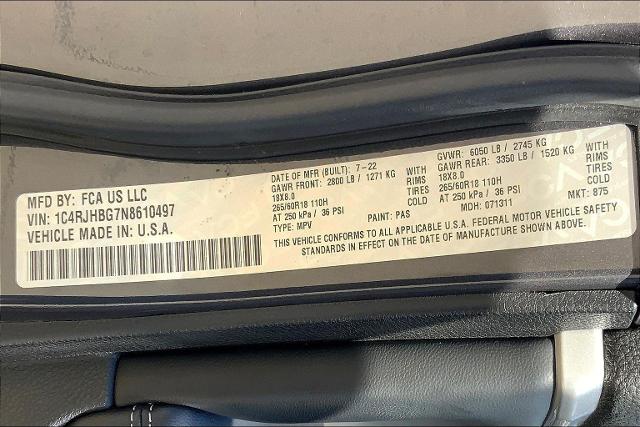 MFD BY: FCA US LLC
VIN: 1C4RJHBG7N8610497
VEHICLE MADE IN: U.S.A.
DATE OF MFR (BUILT): 7-22
GAWR FRONT: 2800 LB / 1271 KG WITH
18X8.0 RIMS
265/60R18 110H TIRES
AT 250 kPa / 36 PSI COLD
TYPE: MPV PAINT: PAS
GVWR: 6050 LB / 2745 KG
GAWR REAR: 3350 LB / 1520 KG WITH
18X8.0 RIMS
265/60R18 110H TIRES
AT 250 kPa / 36 PSI COLD
MDH: 071311 MKT: 875
THIS VEHICLE CONFORMS TO ALL APPLICABLE U.S.A. FEDERAL MOTOR VEHICLE SAFETY
STANDARDS IN EFFECT ON THE DATE OF MANUFACTURE SHOWN ABOVE.